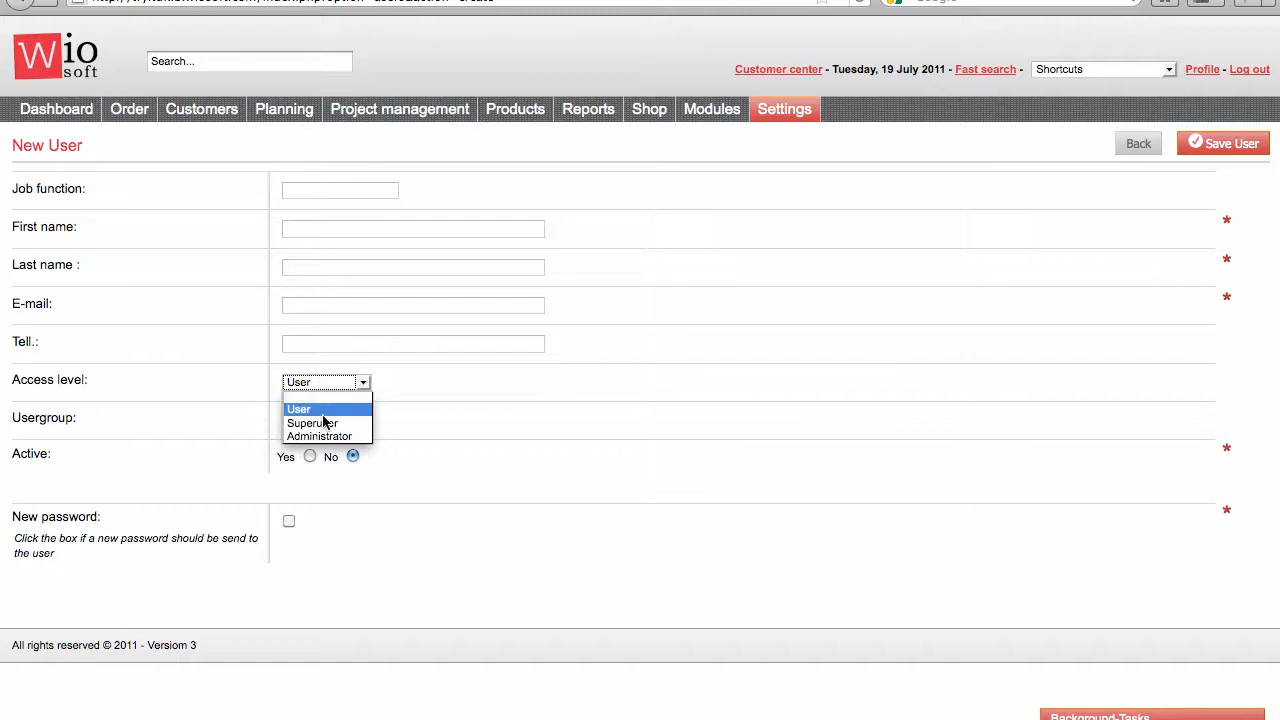 Wio
soft
Search...
Customer center - Tuesday, 19 July 2011 - Fast search - Shortcuts Profile - Log out
Dashboard Order Customers Planning Project management Products Reports Shop Modules Settings
New User Back Save User
Job function:
First name: *
Last name : *
E-mail: *
Tell.:
Access level: User
User
Usergroup: Superuser
Administrator
Active: Yes No *
New password: *
Click the box if a new password should be send to
the user
All rights reserved © 2011 - Versiom 3
Background-Tasks